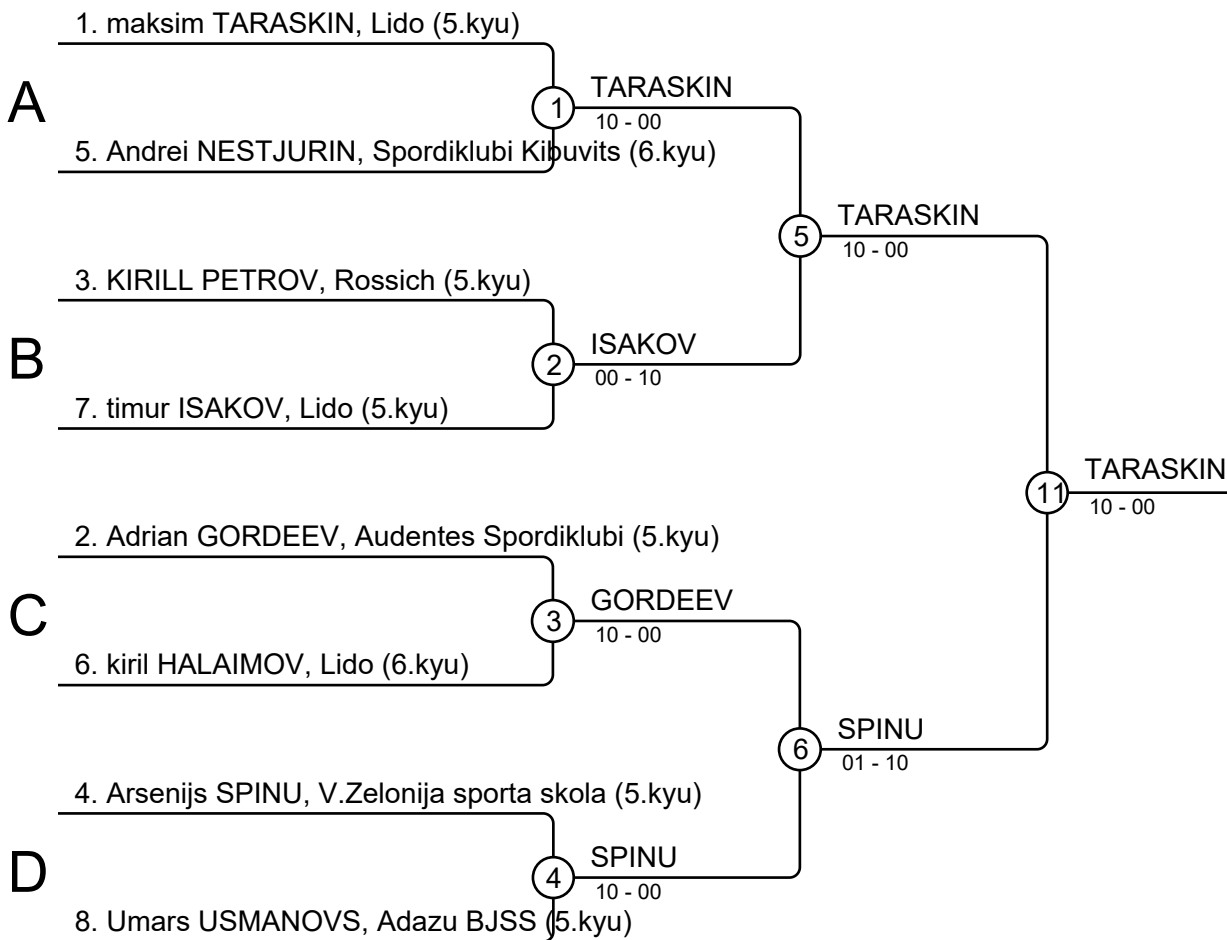 1. maksim TARASKIN, Lido (5.kyu)
A
1
TARASKIN
10 - 00
5. Andrei NESTJURIN, Spordiklubi Kibuvits (6.kyu)
5
TARASKIN
10 - 00
3. KIRILL PETROV, Rossich (5.kyu)
B
2
ISAKOV
00 - 10
7. timur ISAKOV, Lido (5.kyu)
11
TARASKIN
10 - 00
2. Adrian GORDEEV, Audentes Spordiklubi (5.kyu)
C
3
GORDEEV
10 - 00
6. kiril HALAIMOV, Lido (6.kyu)
6
SPINU
01 - 10
4. Arsenijs SPINU, V.Zelonija sporta skola (5.kyu)
D
4
SPINU
10 - 00
8. Umars USMANOVS, Adazu BJSS (5.kyu)